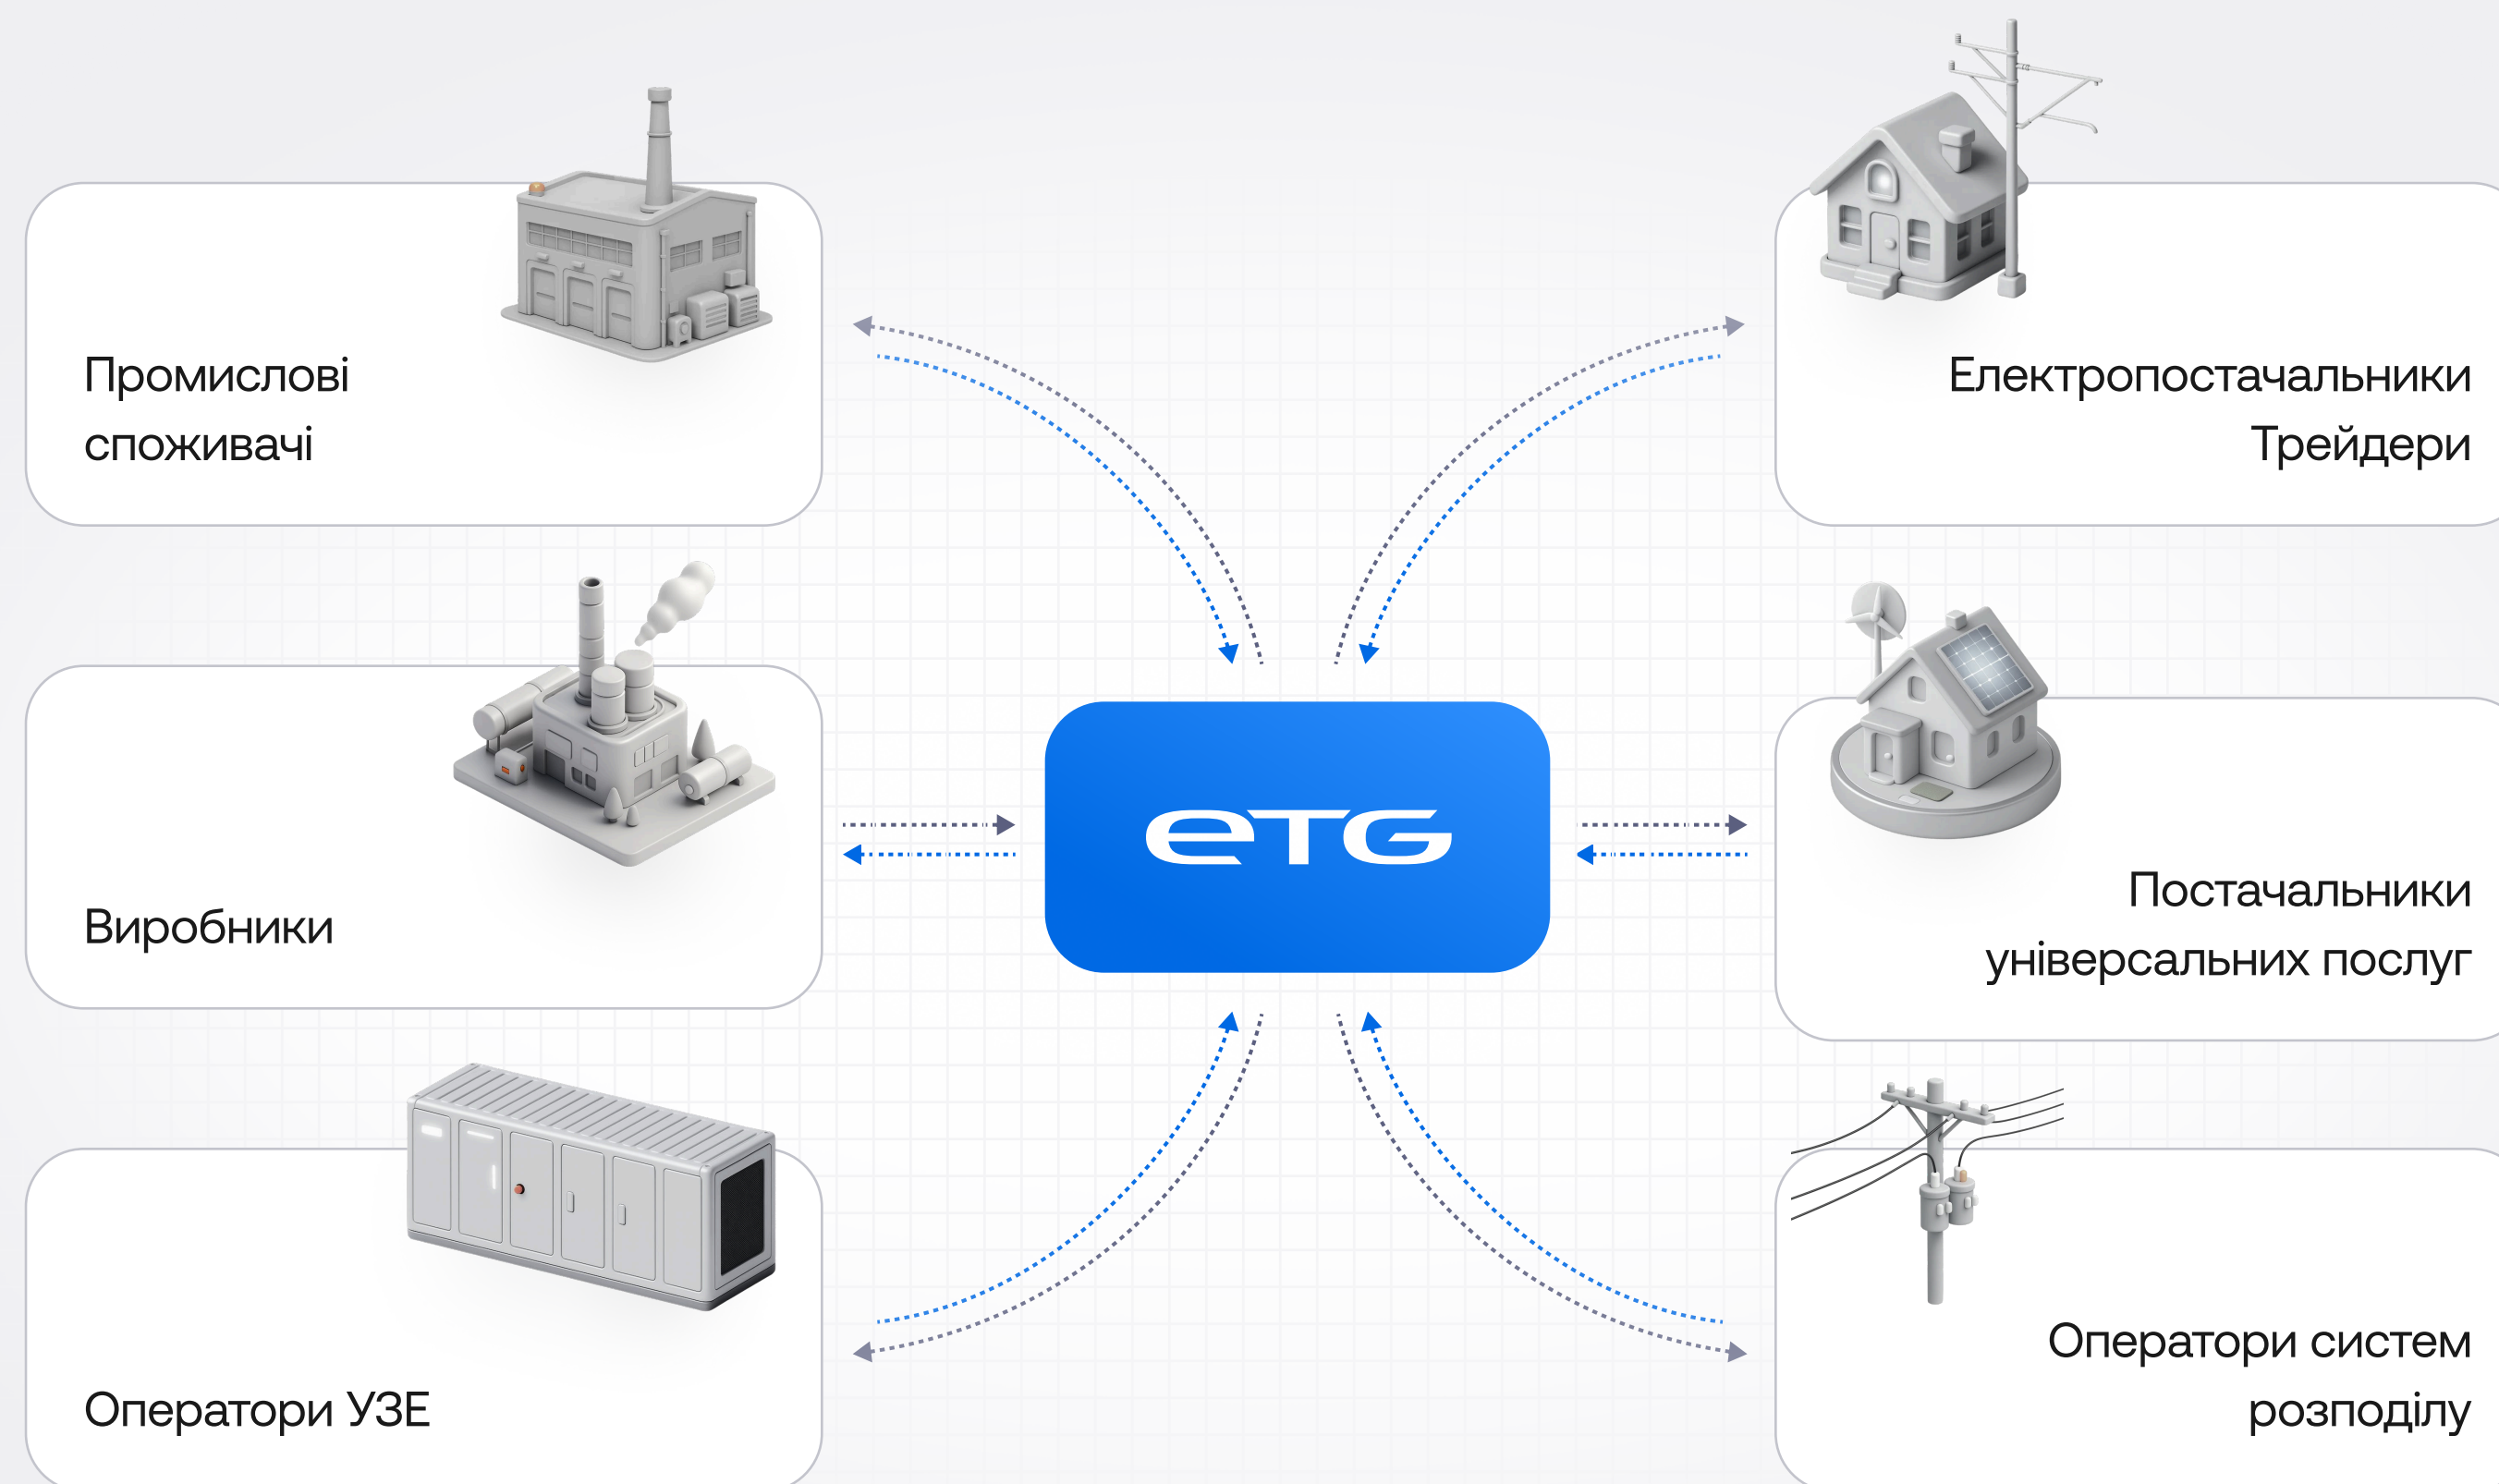 Промислові
споживачі
Електропостачальники
Трейдери
Виробники
eTG
Постачальники
універсальних послуг
Оператори УЗЕ
Оператори систем
розподілу